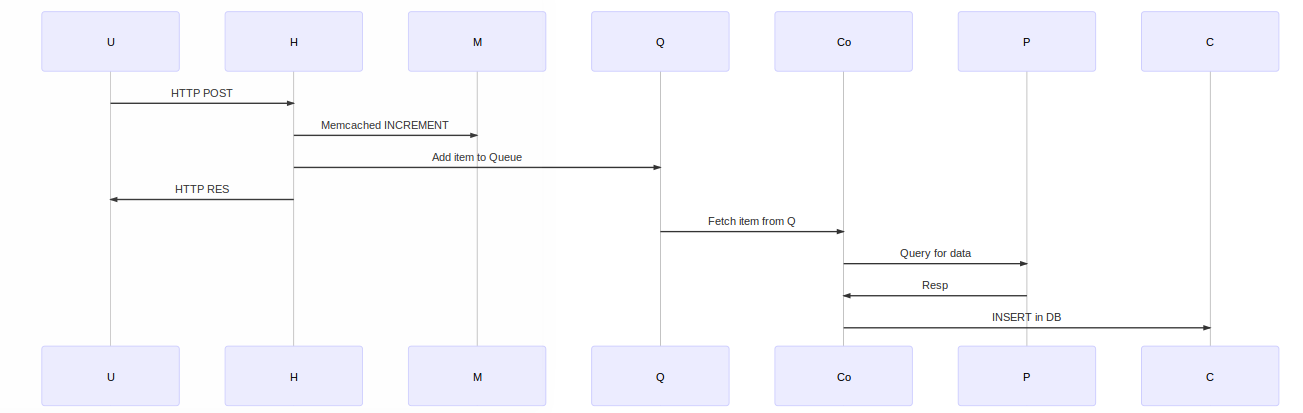 U
H
M
Q
Co
P
C
HTTP POST
Memcached INCREMENT
Add item to Queue
HTTP RES
Fetch item from Q
Query for data
Resp
INSERT in DB
U
H
M
Q
Co
P
C